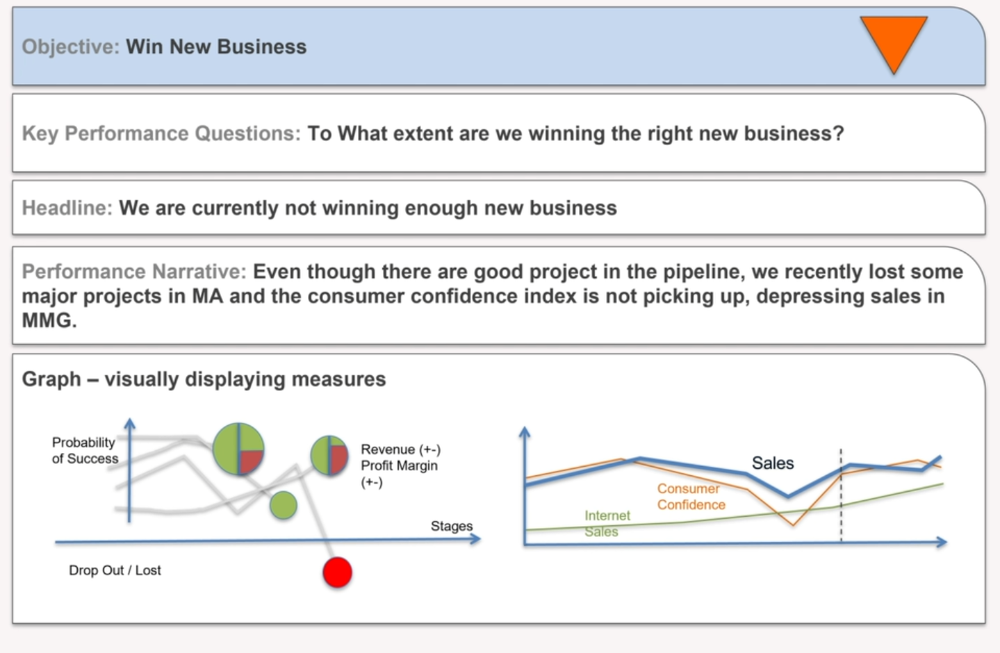 Objective: Win New Business
Key Performance Questions: To What extent are we winning the right new business?
Headline: We are currently not winning enough new business
Performance Narrative: Even though there are good project in the pipeline, we recently lost some
major projects in MA and the consumer confidence index is not picking up, depressing sales in
MMG.
Graph – visually displaying measures
Probability
of Success
Revenue (+-)
Profit Margin
(+-)
Stages
Drop Out / Lost
Sales
Consumer
Confidence
Internet
Sales